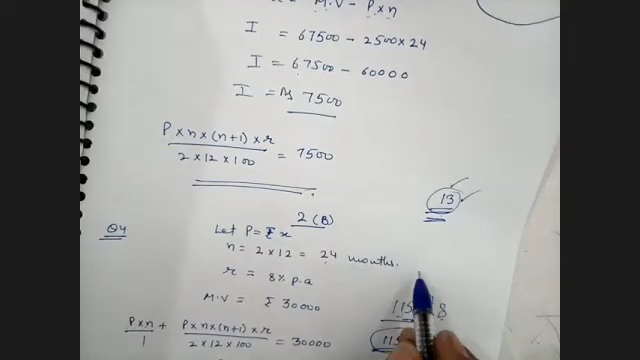 M.V - P×n
I = 67500 - 2500×24
I = 67500 - 60000
I = Rs 7500
P×n×(n+1)×r / 2×12×100 = 7500
13
2(B)
Q4
Let P = ₹ x
n = 2×12 = 24 months.
r = 8% p.a
M.V = ₹ 30000
P×n / 1 + P×n×(n+1)×r / 2×12×100 = 30000